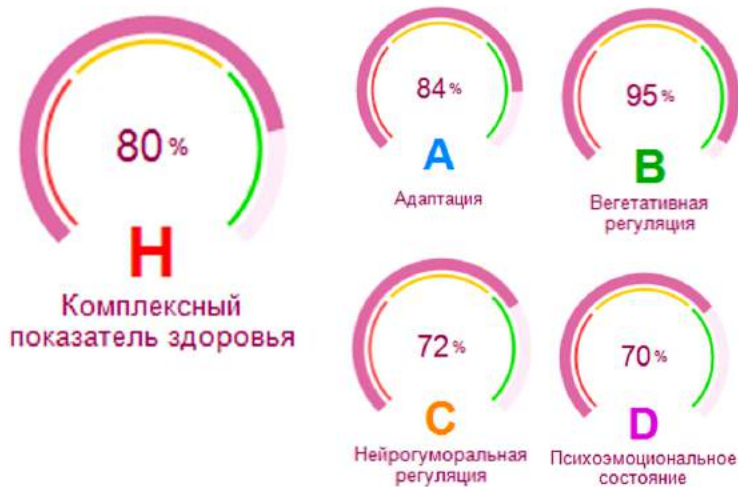 80 %
H
Комплексный
показатель здоровья
84 %
A
Адаптация
95 %
B
Вегетативная
регуляция
72 %
C
Нейрогуморальная
регуляция
70 %
D
Психоэмоциональное
состояние